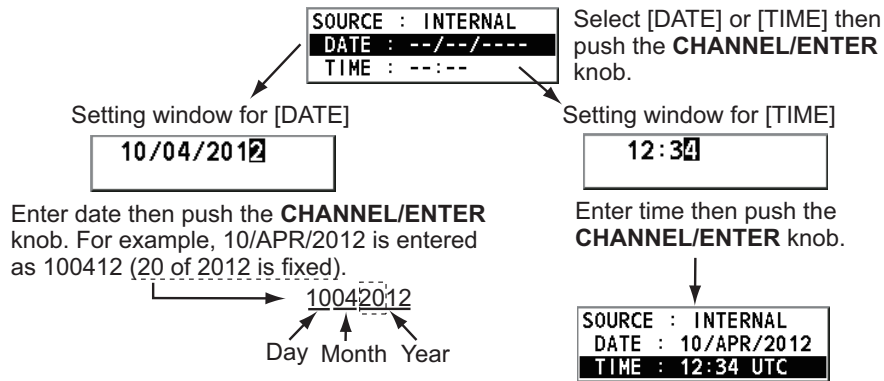 SOURCE : INTERNAL
DATE : --/--/----
TIME : --:--
Select [DATE] or [TIME] then
push the CHANNEL/ENTER
knob.
Setting window for [DATE]
10/04/2012
Enter date then push the CHANNEL/ENTER
knob. For example, 10/APR/2012 is entered
as 100412 (20 of 2012 is fixed).
10042012
Day Month Year
Setting window for [TIME]
12:34
Enter time then push the
CHANNEL/ENTER knob.
SOURCE : INTERNAL
DATE : 10/APR/2012
TIME : 12:34 UTC